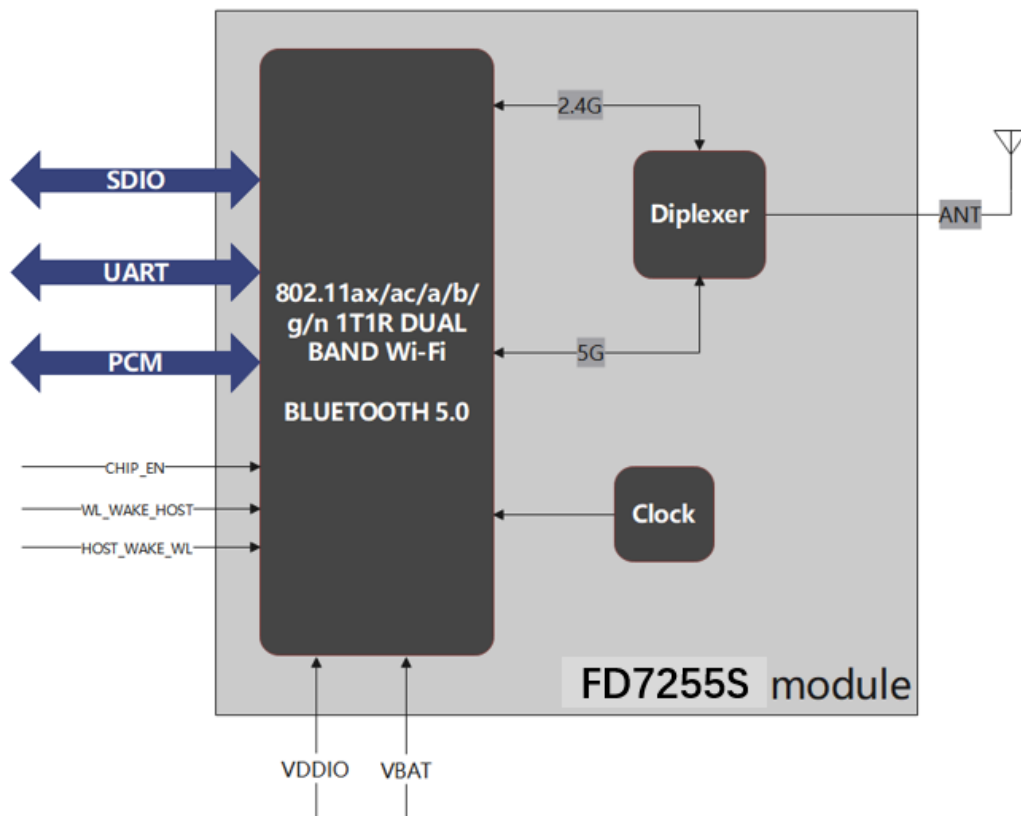 2.4G
SDIO
Diplexer
ANT
UART
802.11ax/ac/a/b/
g/n 1T1R DUAL
BAND Wi-Fi
5G
PCM
BLUETOOTH 5.0
CHIP_EN
WL_WAKE_HOST
Clock
HOST_WAKE_WL
FD7255S module
VDDIO
VBAT